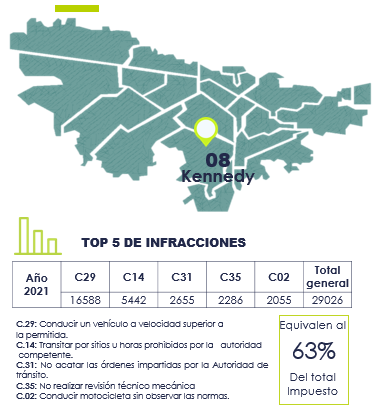 08
Kennedy
TOP 5 DE INFRACCIONES
Año 2021 C29 C14 C31 C35 C02 Total general
16588 5442 2655 2286 2055 29026
C.29: Conducir un vehículo a velocidad superior a
la permitida.
C.14: Transitar por sitios u horas prohibidos por la autoridad
competente.
C.31: No acatar las órdenes impartidas por la Autoridad de
tránsito.
C.35: No realizar revisión técnico mecánica
C.02: Conducir motocicleta sin observar las normas.
Equivalen al
63%
Del total
Impuesto